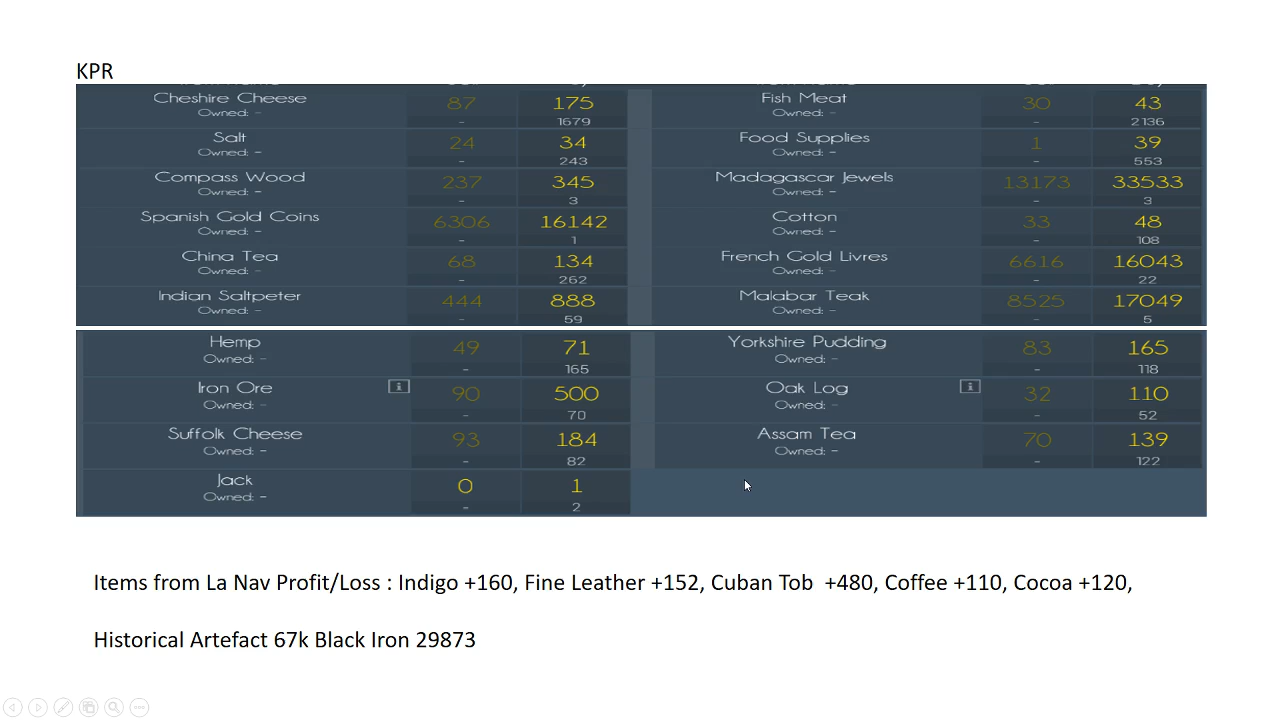 KPR
Cheshire Cheese 87 175 Fish Meat 30 43
Owned: - - 1679 Owned: - - 2136
Salt 24 34 Food Supplies 1 39
Owned: - - 243 Owned: - - 553
Compass Wood 237 345 Madagascar Jewels 13173 33533
Owned: - - 3 Owned: - - 3
Spanish Gold Coins 6306 16142 Cotton 33 48
Owned: - - 1 Owned: - - 108
China Tea 68 134 French Gold Livres 6616 16043
Owned: - - 262 Owned: - - 22
Indian Saltpeter 444 888 Malabar Teak 8525 17049
Owned: - - 59 Owned: - - 5
Hemp 49 71 Yorkshire Pudding 83 165
Owned: - - 165 Owned: - - 118
Iron Ore i 90 500 Oak Log i 32 110
Owned: - - 70 Owned: - - 52
Suffolk Cheese 93 184 Assam Tea 70 139
Owned: - - 82 Owned: - - 122
Jack 0 1
Owned: - - 2
Items from La Nav Profit/Loss : Indigo +160, Fine Leather +152, Cuban Tob  +480, Coffee +110, Cocoa +120,
Historical Artefact 67k Black Iron 29873